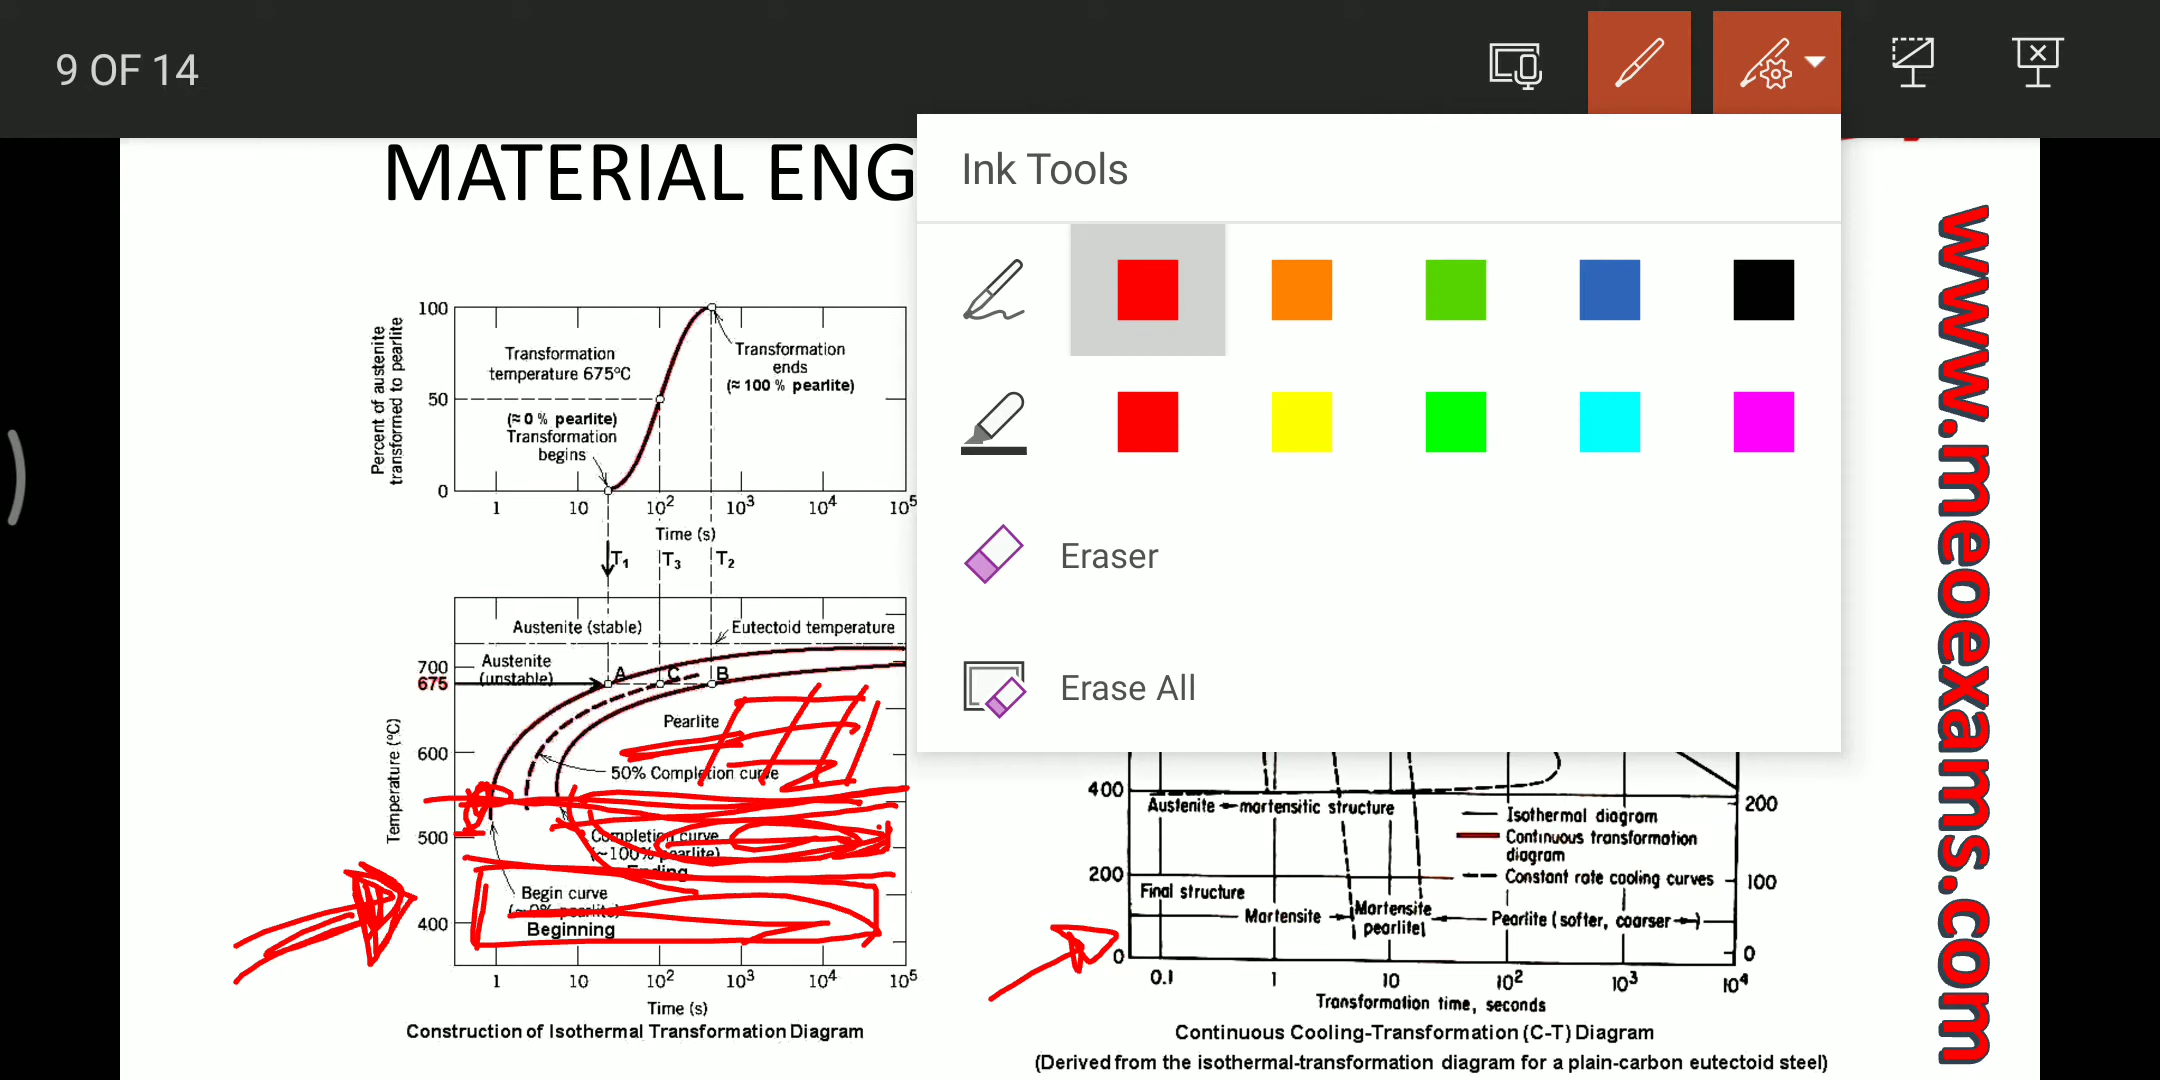 9 OF 14
MATERIAL ENG
Ink Tools
Eraser
Erase All
www.meoexams.com
Percent of austenite
transformed to pearlite
100
50
0
Transformation
temperature 675°C
(≈ 0 % pearlite)
Transformation
begins
Transformation
ends
(≈ 100 % pearlite)
1 10 10² 10³ 10⁴ 10⁵
Time (s)
T₁ T₃ T₂
Austenite (stable)
Eutectoid temperature
Austenite
(unstable)
A C B
700
675
600
500
400
Temperature (°C)
Pearlite
50% Completion curve
Completion curve
(~100% pearlite)
Ending
Begin curve
(~0% pearlite)
Beginning
1 10 10² 10³ 10⁴ 10⁵
Time (s)
Construction of Isothermal Transformation Diagram
400
200
0
200
100
0
Austenite → martensitic structure
Isothermal diagram
Continuous transformation
diagram
Constant rate cooling curves
Final structure
Martensite
Martensite
pearlite
Pearlite (softer, coarser →)
0.1 1 10 10² 10³ 10⁴
Transformation time, seconds
Continuous Cooling-Transformation (C-T) Diagram
(Derived from the isothermal-transformation diagram for a plain-carbon eutectoid steel)